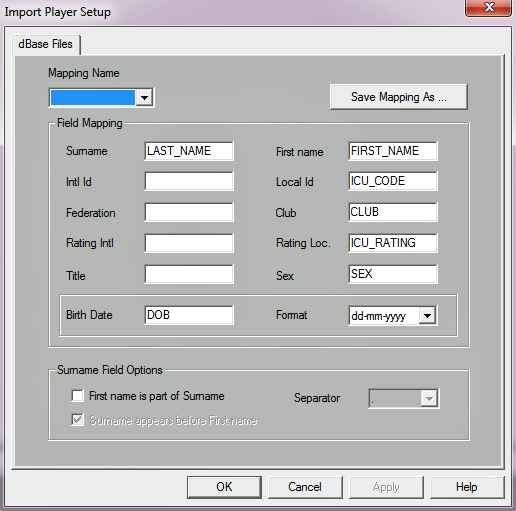 Import Player Setup
dBase Files
Mapping Name
Save Mapping As ...
Field Mapping
Surname LAST_NAME First name FIRST_NAME
Intl Id Local Id ICU_CODE
Federation Club CLUB
Rating Intl Rating Loc. ICU_RATING
Title Sex SEX
Birth Date DOB Format dd-mm-yyyy
Surname Field Options
First name is part of Surname Separator ,
Surname appears before First name
OK Cancel Apply Help